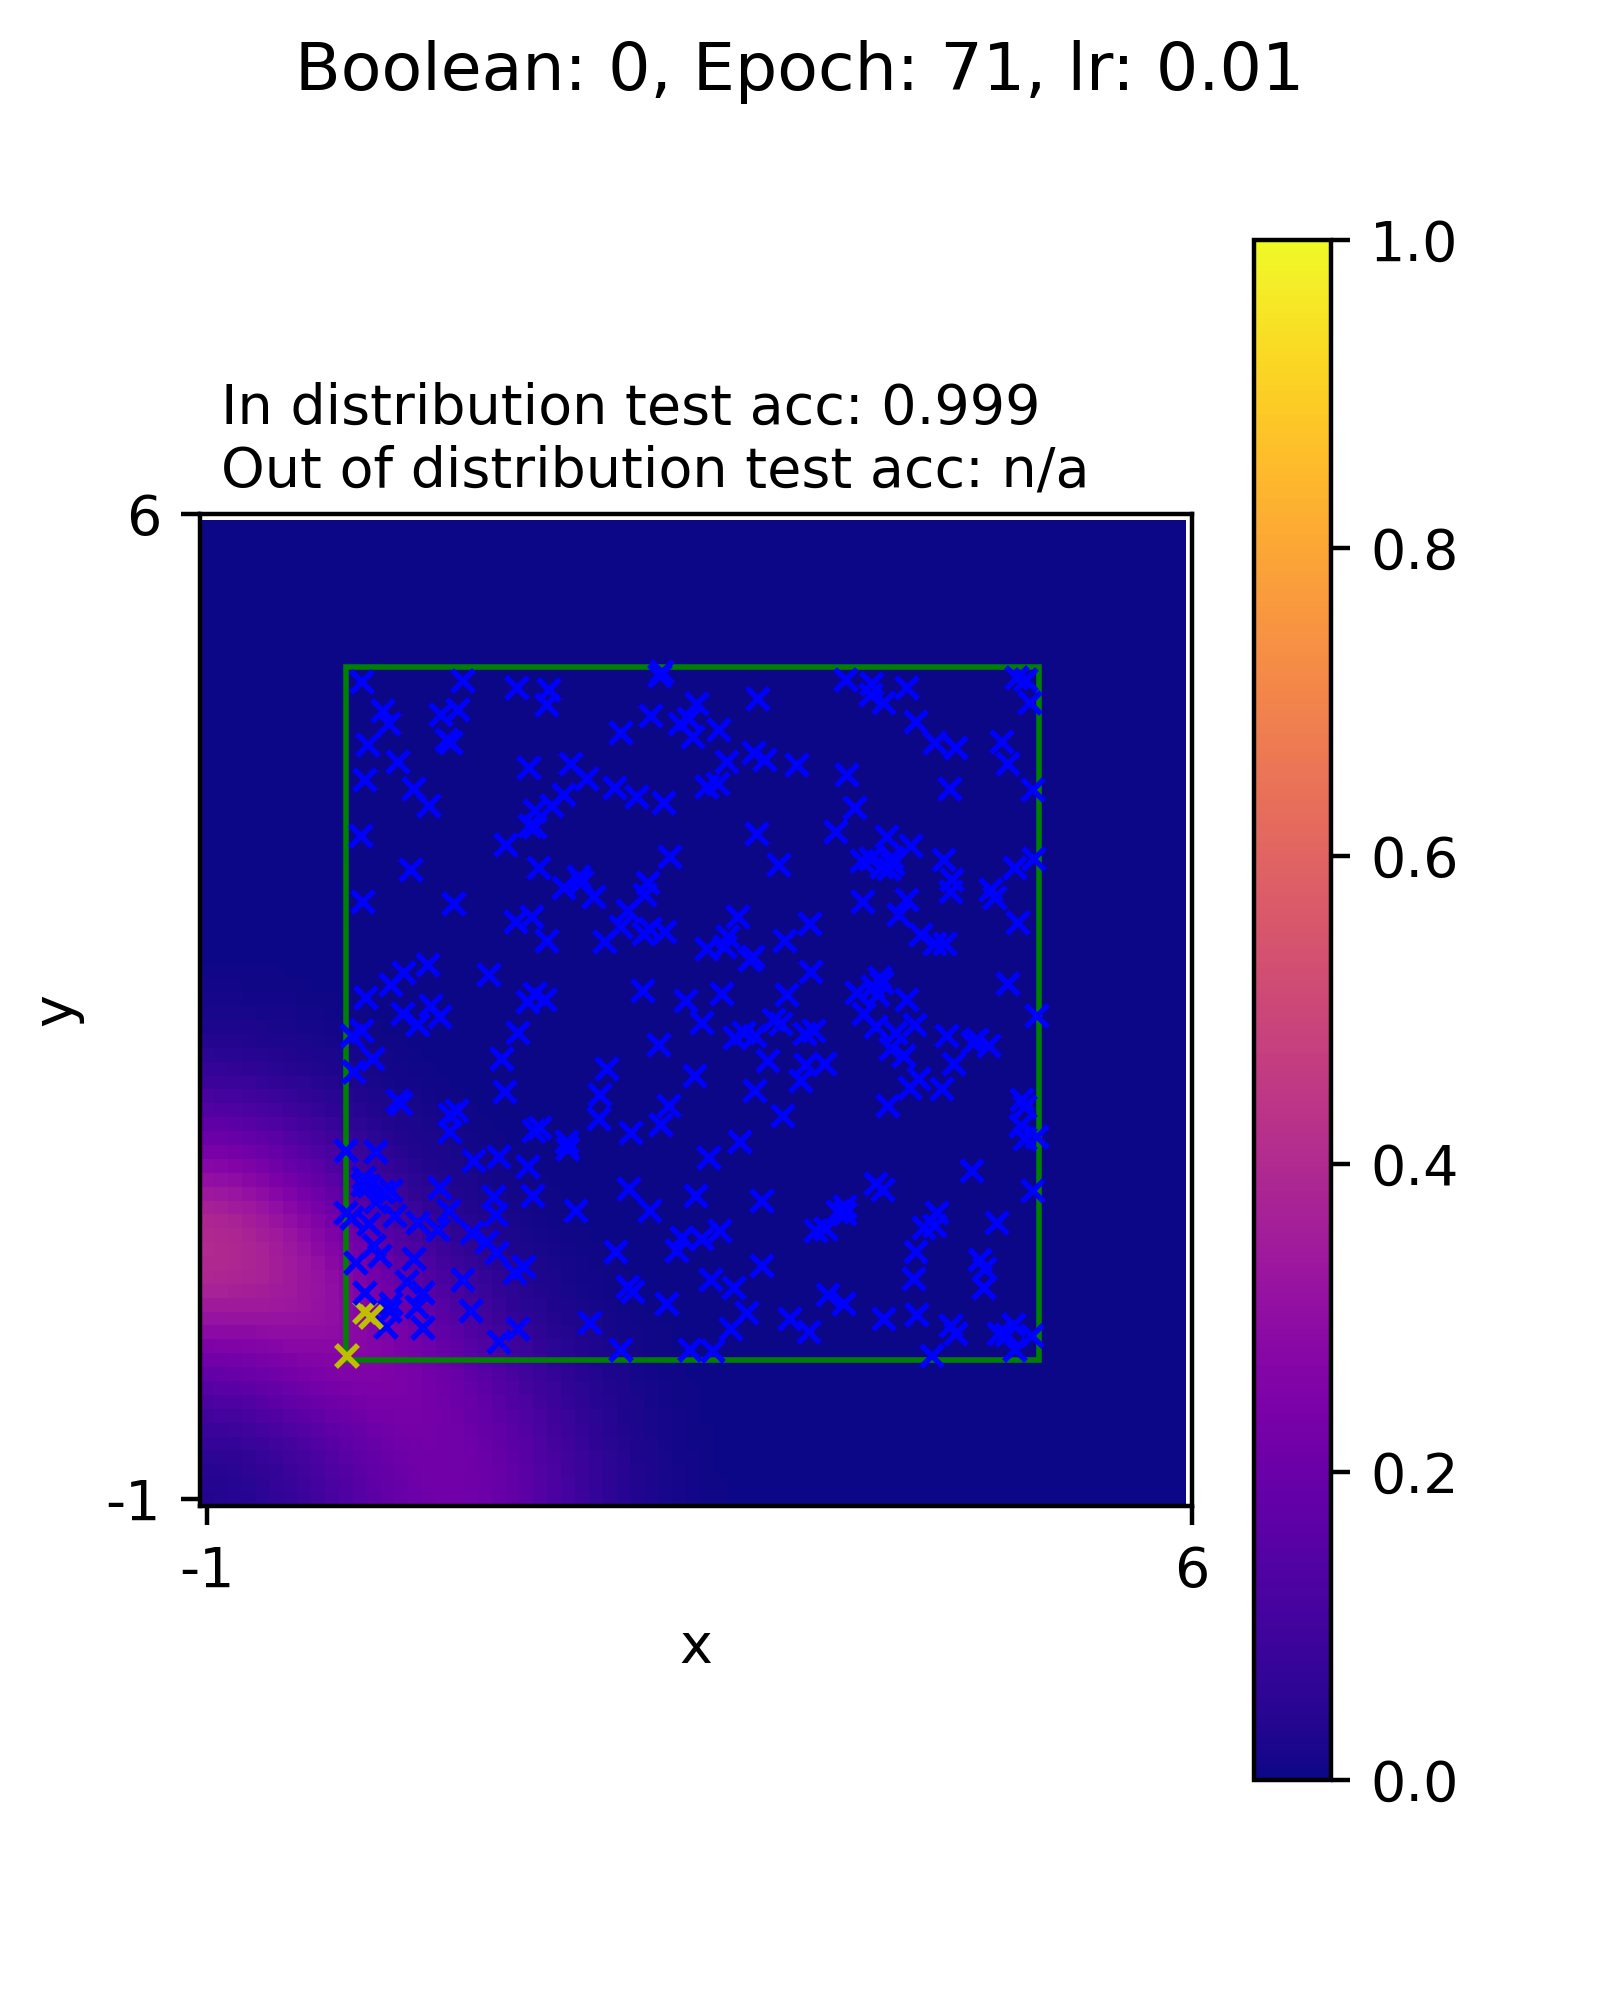 Boolean: 0, Epoch: 71, lr: 0.01
In distribution test acc: 0.999
Out of distribution test acc: n/a
6
y
-1
-1
6
x
1.0
0.8
0.6
0.4
0.2
0.0